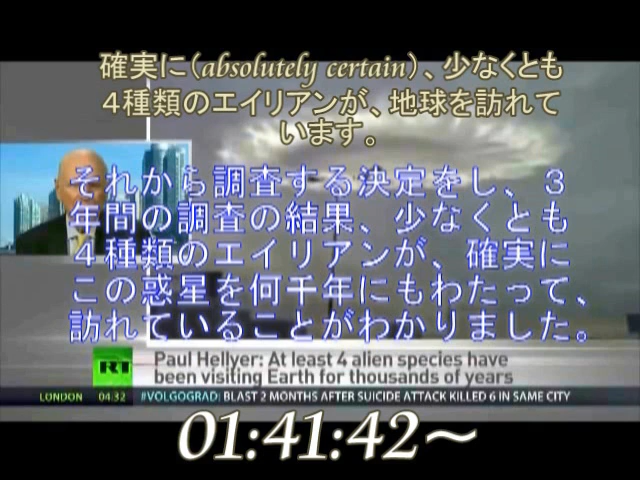 確実に(absolutely certain)、少なくとも
4種類のエイリアンが、地球を訪れて
います。
それから調査する決定をし、３
年間の調査の結果、少なくとも
４種類のエイリアンが、確実に
この惑星を何千年にもわたって、
訪れていることがわかりました。
RT
Paul Hellyer: At least 4 alien species have
been visiting Earth for thousands of years
LONDON 04:32 #VOLGOGRAD: BLAST 2 MONTHS AFTER SUICIDE ATTACK KILLED 6 IN SAME CITY
01:41:42～